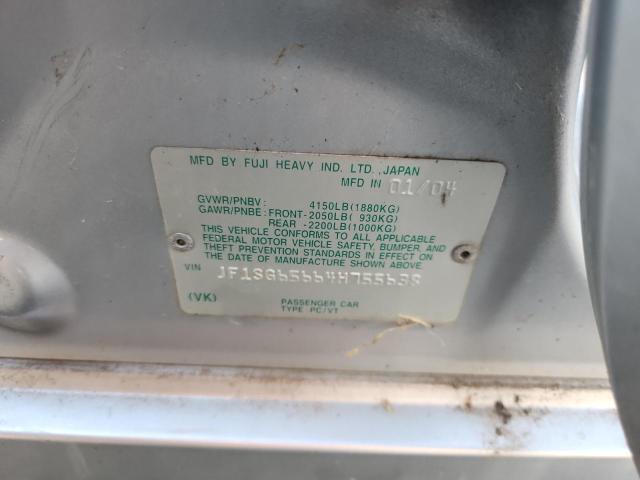 MFD BY FUJI HEAVY IND. LTD.,JAPAN
MFD IN 01/04
GVWR/PNBV: 4150LB(1880KG)
GAWR/PNBE:FRONT-2050LB( 930KG)
REAR -2200LB(1000KG)
THIS VEHICLE CONFORMS TO ALL APPLICABLE
FEDERAL MOTOR VEHICLE SAFETY, BUMPER, AND
THEFT PREVENTION STANDARDS IN EFFECT ON
THE DATE OF MANUFACTURE SHOWN ABOVE.
VIN JF1SG65664H755638
(VK) PASSENGER CAR
TYPE PC/VT